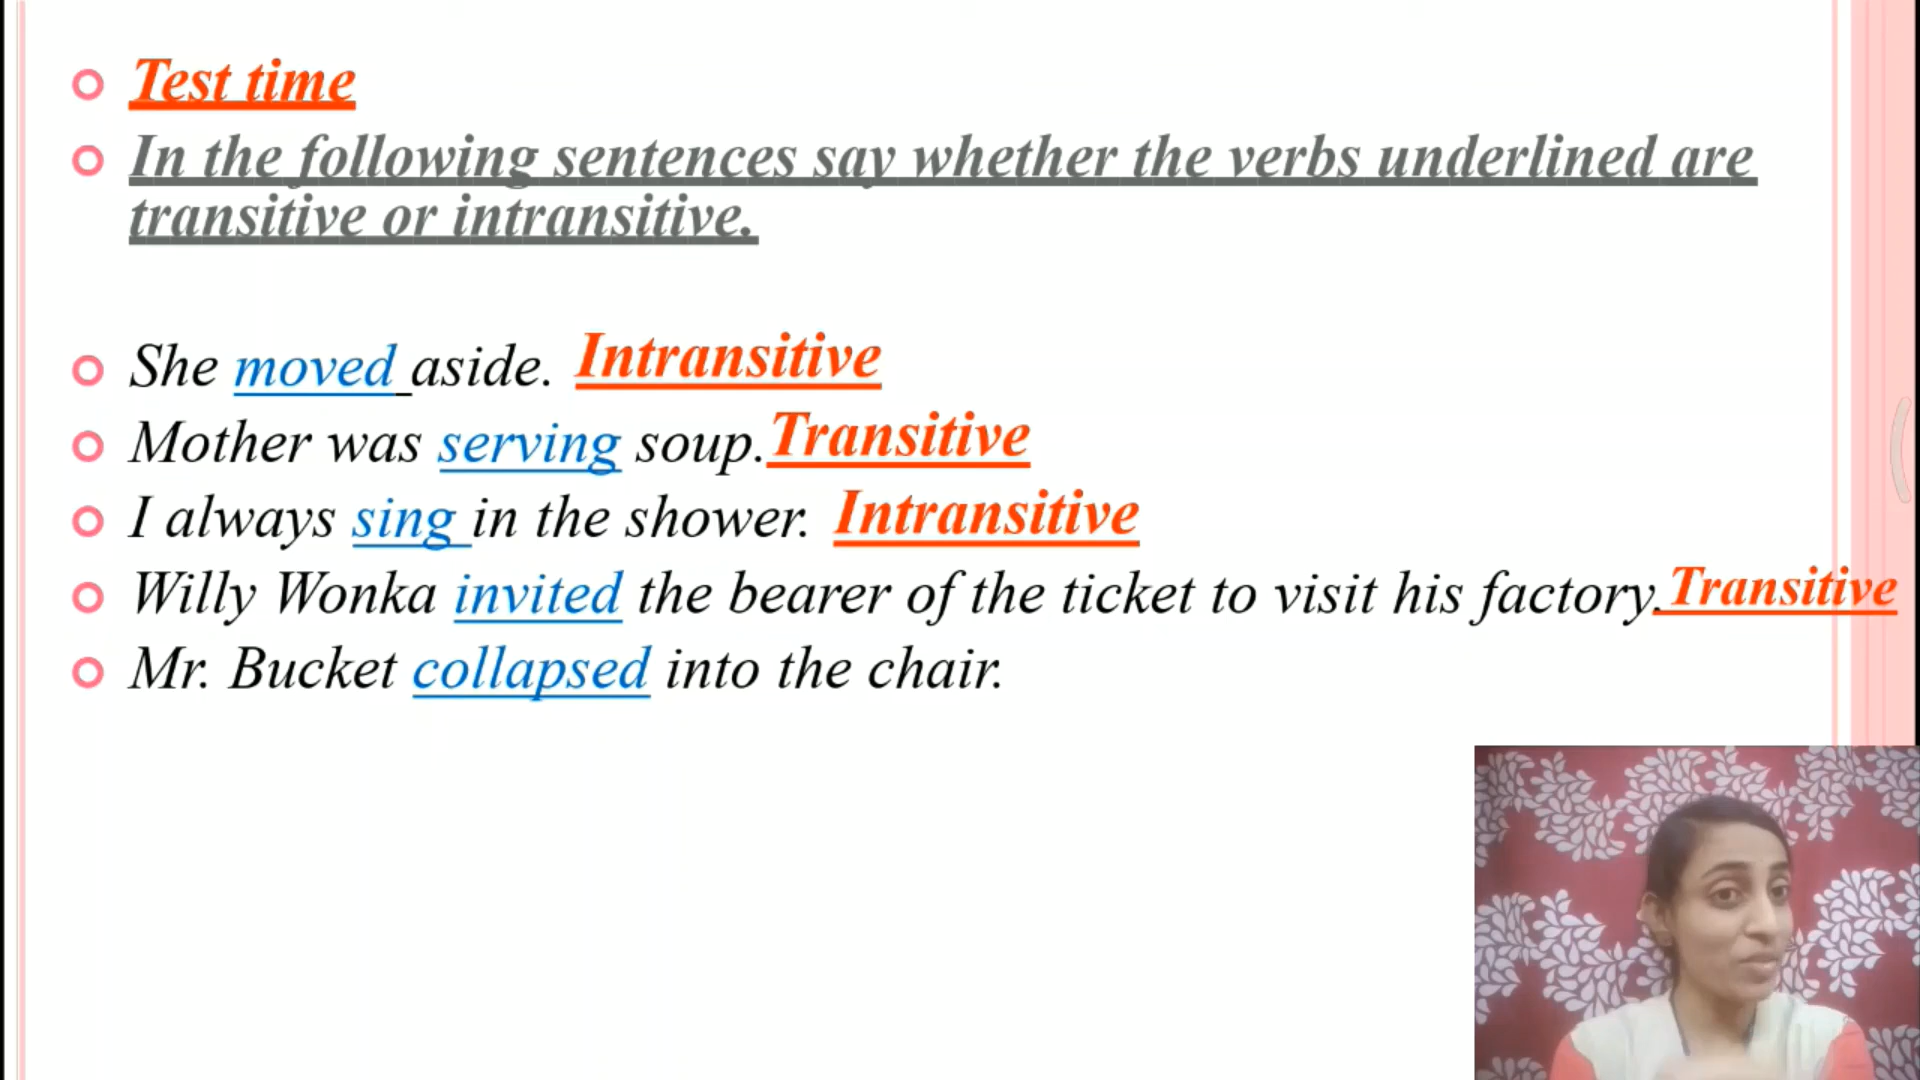 Test time
In the following sentences say whether the verbs underlined are
transitive or intransitive.
She moved aside. Intransitive
Mother was serving soup. Transitive
I always sing in the shower. Intransitive
Willy Wonka invited the bearer of the ticket to visit his factory. Transitive
Mr. Bucket collapsed into the chair.